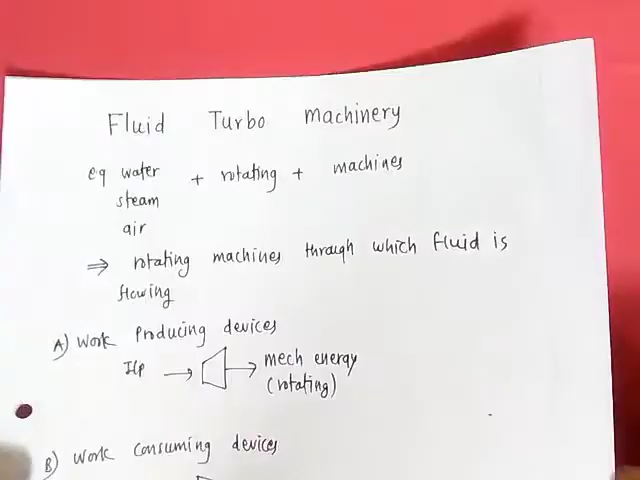 Fluid Turbo machinery
eg water + rotating + machines
steam
air
⇒ rotating machines through which fluid is
flowing
A) Work producing devices
I/p → → mech energy
(rotating)
B) Work consuming devices